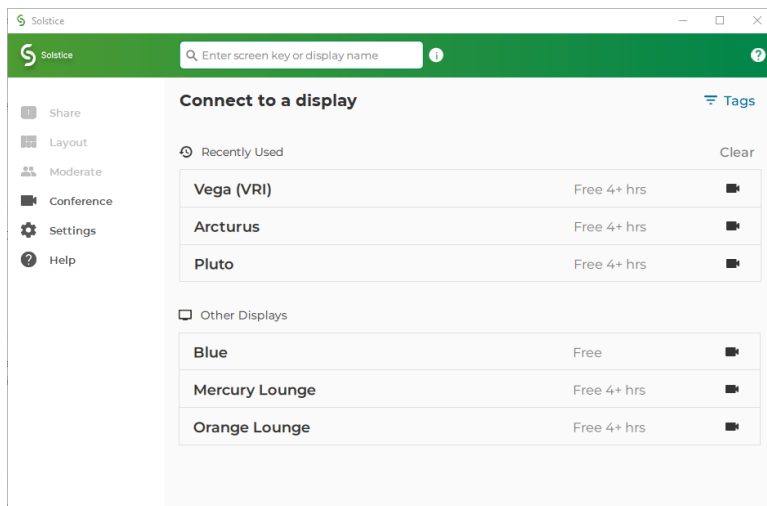 Solstice
Solstice
Enter screen key or display name
Connect to a display
Tags
Share
Layout
Moderate
Conference
Settings
Help
Recently Used
Clear
Vega (VRI) Free 4+ hrs
Arcturus Free 4+ hrs
Pluto Free 4+ hrs
Other Displays
Blue Free
Mercury Lounge Free 4+ hrs
Orange Lounge Free 4+ hrs